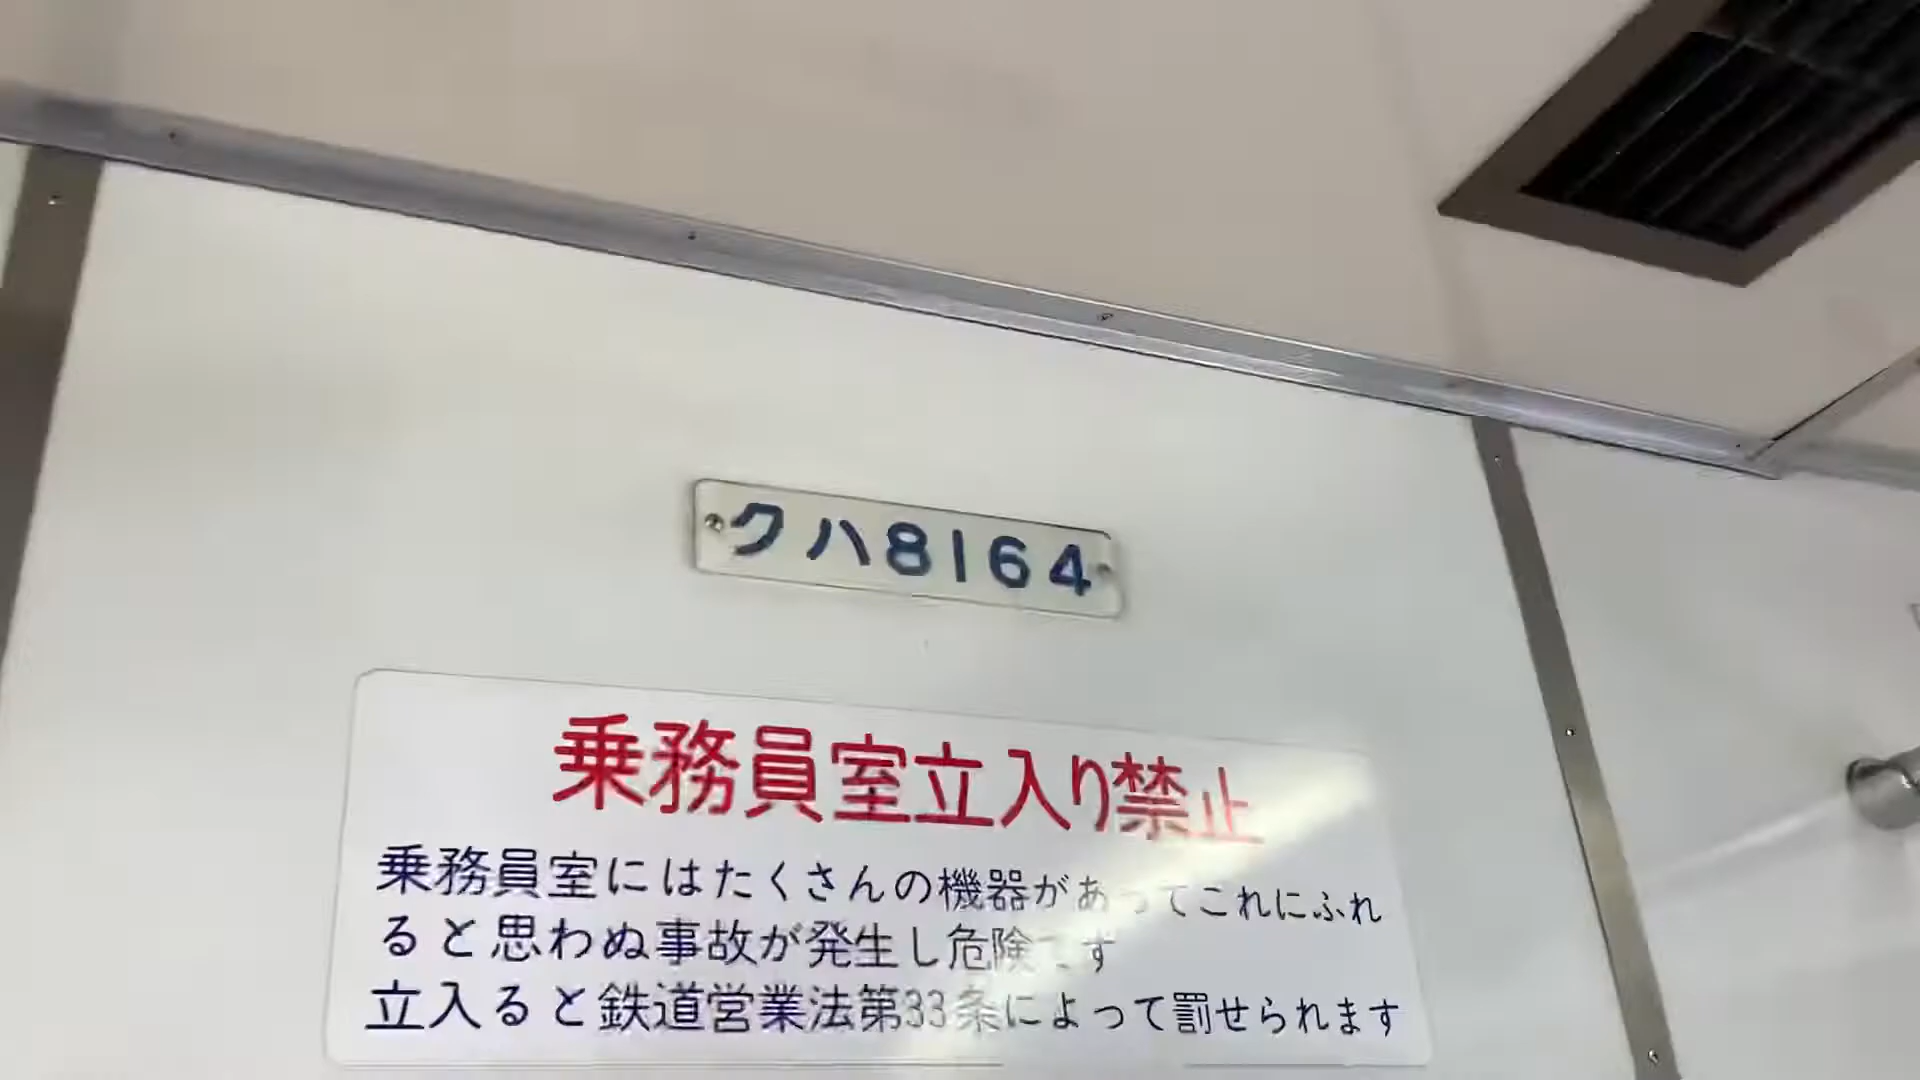 クハ8164
乗務員室立入り禁止
乗務員室にはたくさんの機器があってこれにふれ
ると思わぬ事故が発生し危険です
立入ると鉄道営業法第33条によって罰せられます